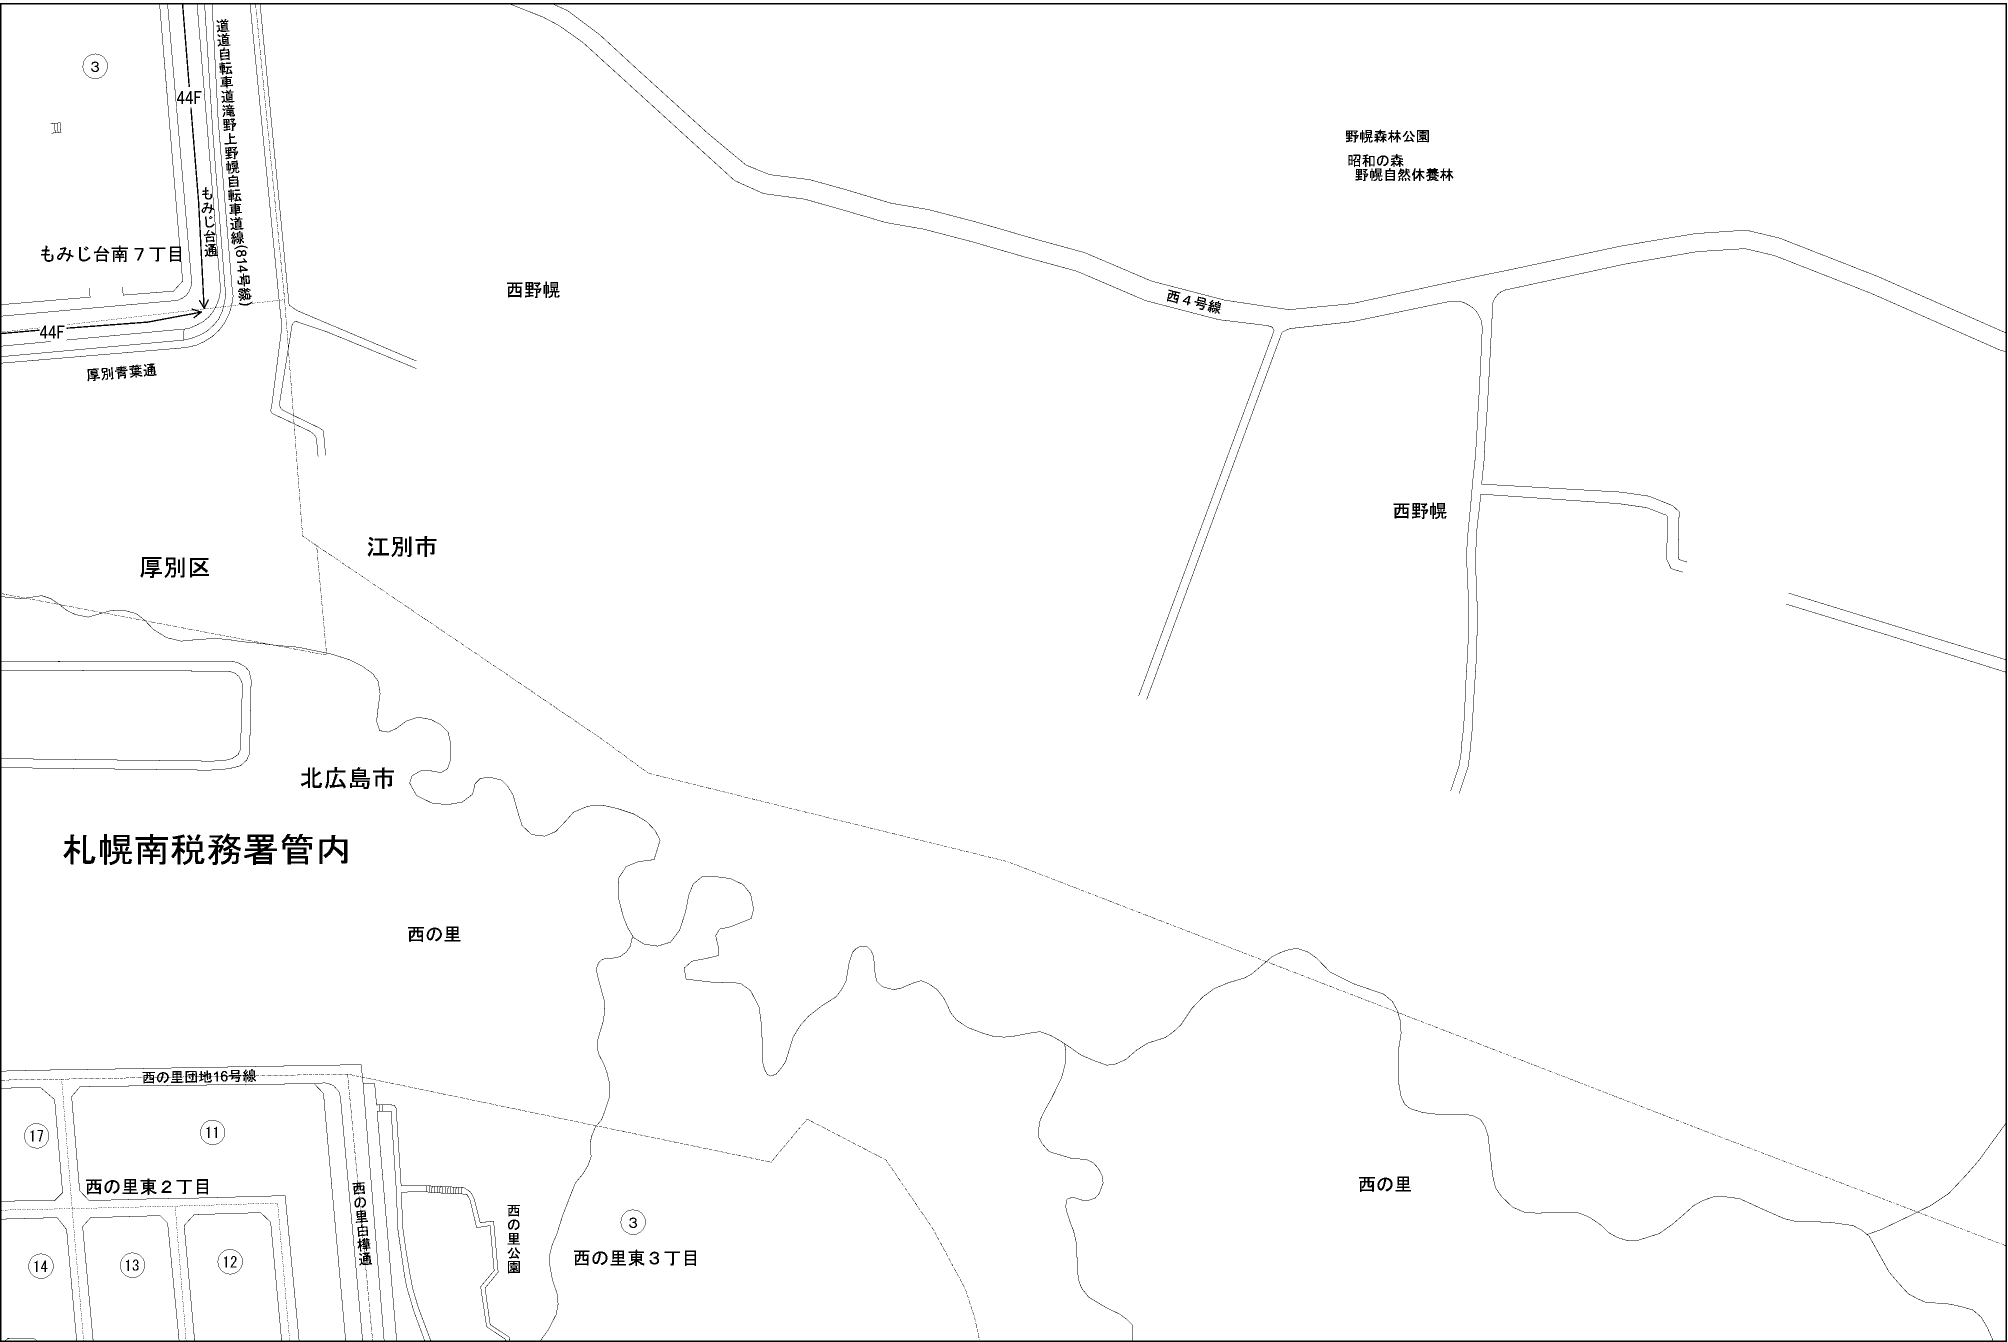 3
44F
道道自転車道滝野上野幌自転車道線(814号線)
もみじ台通
もみじ台南７丁目
44F
厚別青葉通
西野幌
野幌森林公園
昭和の森
野幌自然休養林
西４号線
西野幌
江別市
厚別区
北広島市
札幌南税務署管内
西の里
西の里団地16号線
17
11
西の里東２丁目
14
13
12
西の里白樺通
西の里公園
3
西の里東３丁目
西の里